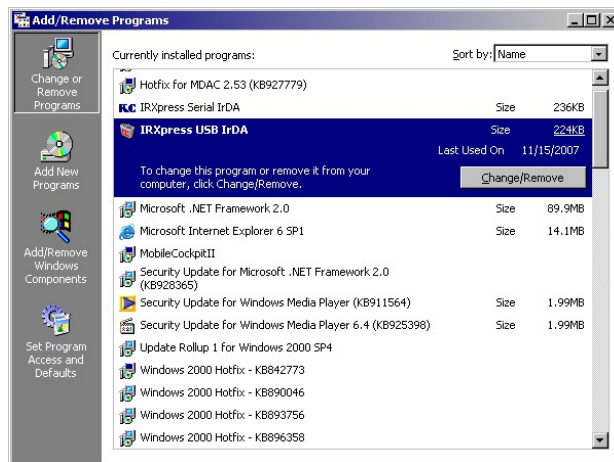 Add/Remove Programs
Change or
Remove
Programs
Add New
Programs
Add/Remove
Windows
Components
Set Program
Access and
Defaults
Currently installed programs:
Sort by: Name
Hotfix for MDAC 2.53 (KB927779)
IRXpress Serial IrDA Size 236KB
IRXpress USB IrDA Size 224KB
Last Used On 11/15/2007
To change this program or remove it from your
computer, click Change/Remove.
Change/Remove
Microsoft .NET Framework 2.0 Size 89.9MB
Microsoft Internet Explorer 6 SP1 Size 14.1MB
MobileCockpitII
Security Update for Microsoft .NET Framework 2.0
(KB928365)
Security Update for Windows Media Player (KB911564) Size 1.99MB
Security Update for Windows Media Player 6.4 (KB925398) Size 1.99MB
Update Rollup 1 for Windows 2000 SP4
Windows 2000 Hotfix - KB842773
Windows 2000 Hotfix - KB890046
Windows 2000 Hotfix - KB893756
Windows 2000 Hotfix - KB896358